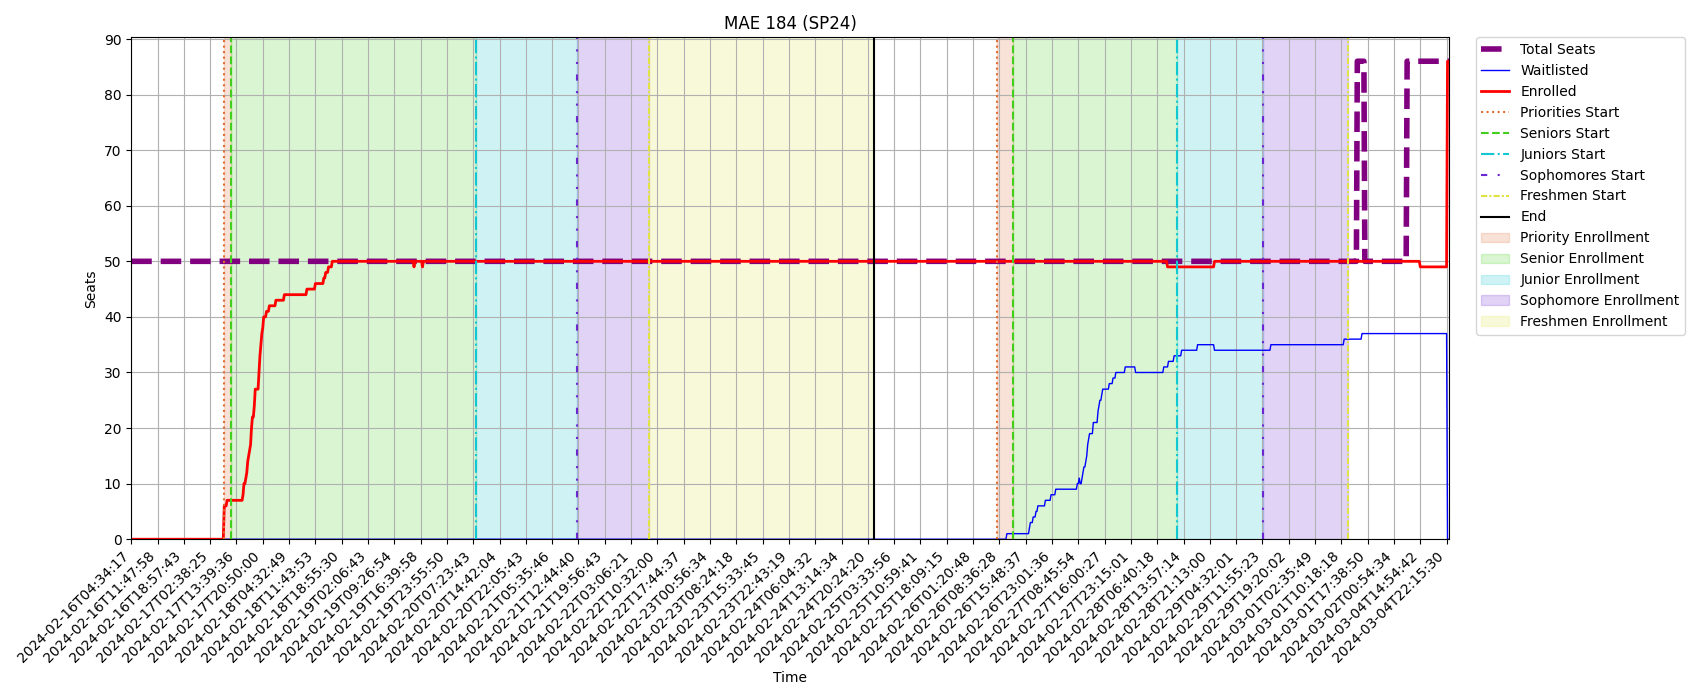 MAE 184 (SP24)
90
80
70
60
50
40
30
20
10
0
Seats
2024-02-16T04:34:17
2024-02-16T11:47:58
2024-02-16T18:57:43
2024-02-17T02:38:25
2024-02-17T13:39:36
2024-02-17T20:50:00
2024-02-18T04:32:49
2024-02-18T11:43:53
2024-02-18T18:55:30
2024-02-19T02:06:43
2024-02-19T09:26:54
2024-02-19T16:39:58
2024-02-19T23:55:50
2024-02-20T07:23:43
2024-02-20T14:42:04
2024-02-20T22:05:43
2024-02-21T05:35:46
2024-02-21T12:44:40
2024-02-21T19:56:43
2024-02-22T03:06:21
2024-02-22T10:32:00
2024-02-22T17:44:37
2024-02-23T00:56:34
2024-02-23T08:24:18
2024-02-23T15:33:45
2024-02-23T22:43:19
2024-02-24T06:04:32
2024-02-24T13:14:34
2024-02-24T20:24:20
2024-02-25T03:33:56
2024-02-25T10:59:41
2024-02-25T18:09:15
2024-02-26T01:20:48
2024-02-26T08:36:28
2024-02-26T15:48:37
2024-02-26T23:01:36
2024-02-27T08:45:54
2024-02-27T16:00:27
2024-02-27T23:15:01
2024-02-28T06:40:18
2024-02-28T13:57:14
2024-02-28T21:13:00
2024-02-29T04:32:01
2024-02-29T11:55:23
2024-02-29T19:20:02
2024-03-01T02:35:49
2024-03-01T10:18:18
2024-03-01T17:38:50
2024-03-02T00:54:34
2024-03-04T14:54:42
2024-03-04T22:15:30
Time
Total Seats
Waitlisted
Enrolled
Priorities Start
Seniors Start
Juniors Start
Sophomores Start
Freshmen Start
End
Priority Enrollment
Senior Enrollment
Junior Enrollment
Sophomore Enrollment
Freshmen Enrollment